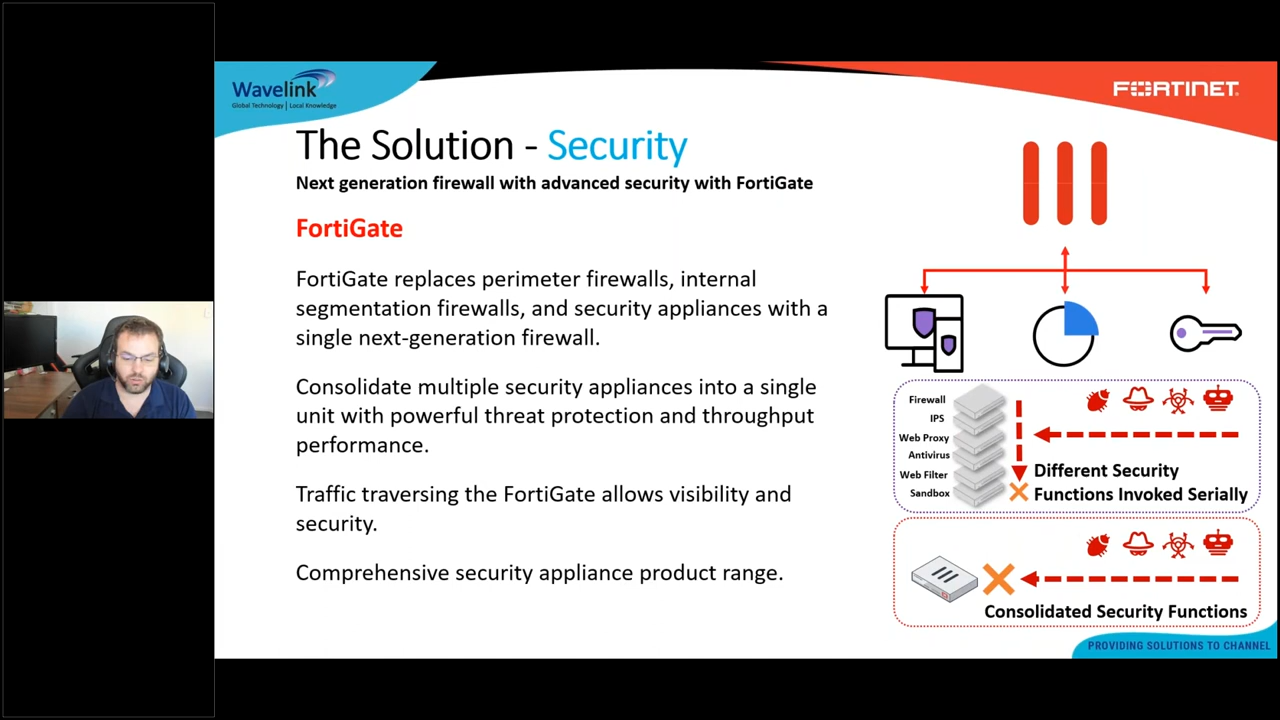 Wavelink
Global Technology | Local Knowledge
FORTINET
The Solution - Security
Next generation firewall with advanced security with FortiGate
FortiGate
FortiGate replaces perimeter firewalls, internal
segmentation firewalls, and security appliances with a
single next-generation firewall.
Consolidate multiple security appliances into a single
unit with powerful threat protection and throughput
performance.
Traffic traversing the FortiGate allows visibility and
security.
Comprehensive security appliance product range.
Firewall
IPS
Web Proxy
Antivirus
Web Filter
Sandbox
Different Security
Functions Invoked Serially
Consolidated Security Functions
PROVIDING SOLUTIONS TO CHANNEL